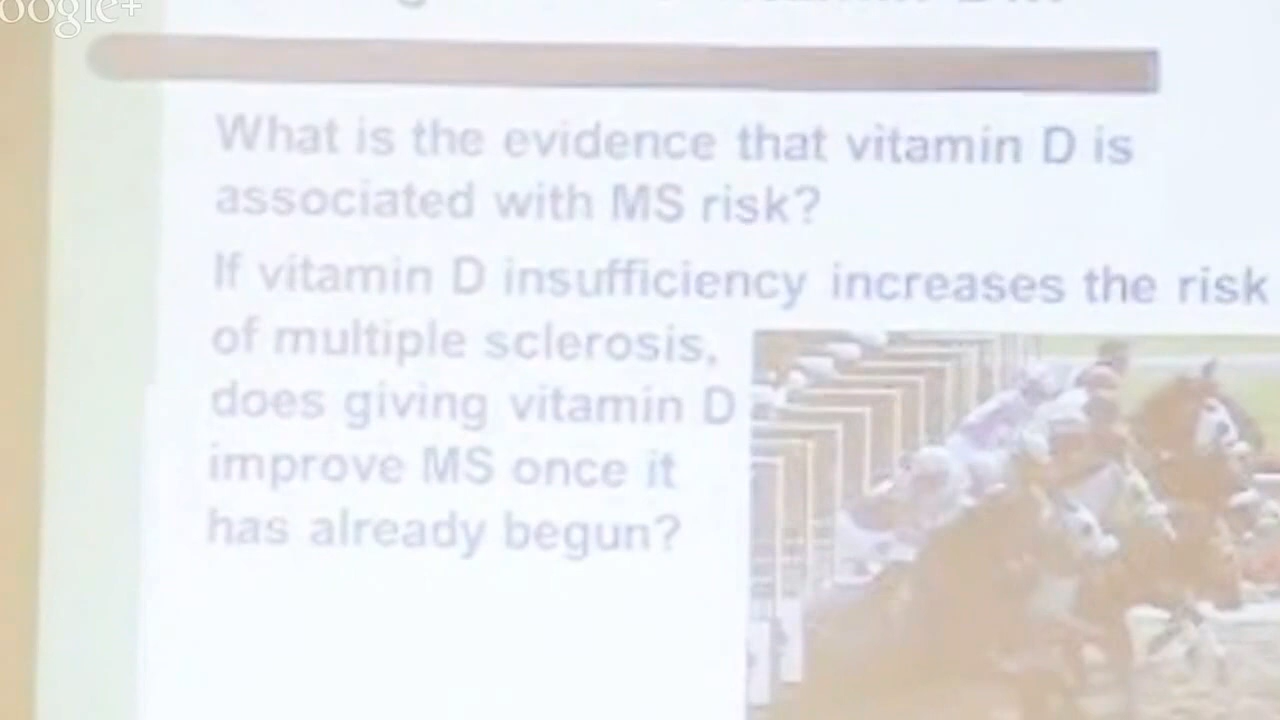 oogle+
What is the evidence that vitamin D is
associated with MS risk?
If vitamin D insufficiency increases the risk
of multiple sclerosis,
does giving vitamin D
improve MS once it
has already begun?